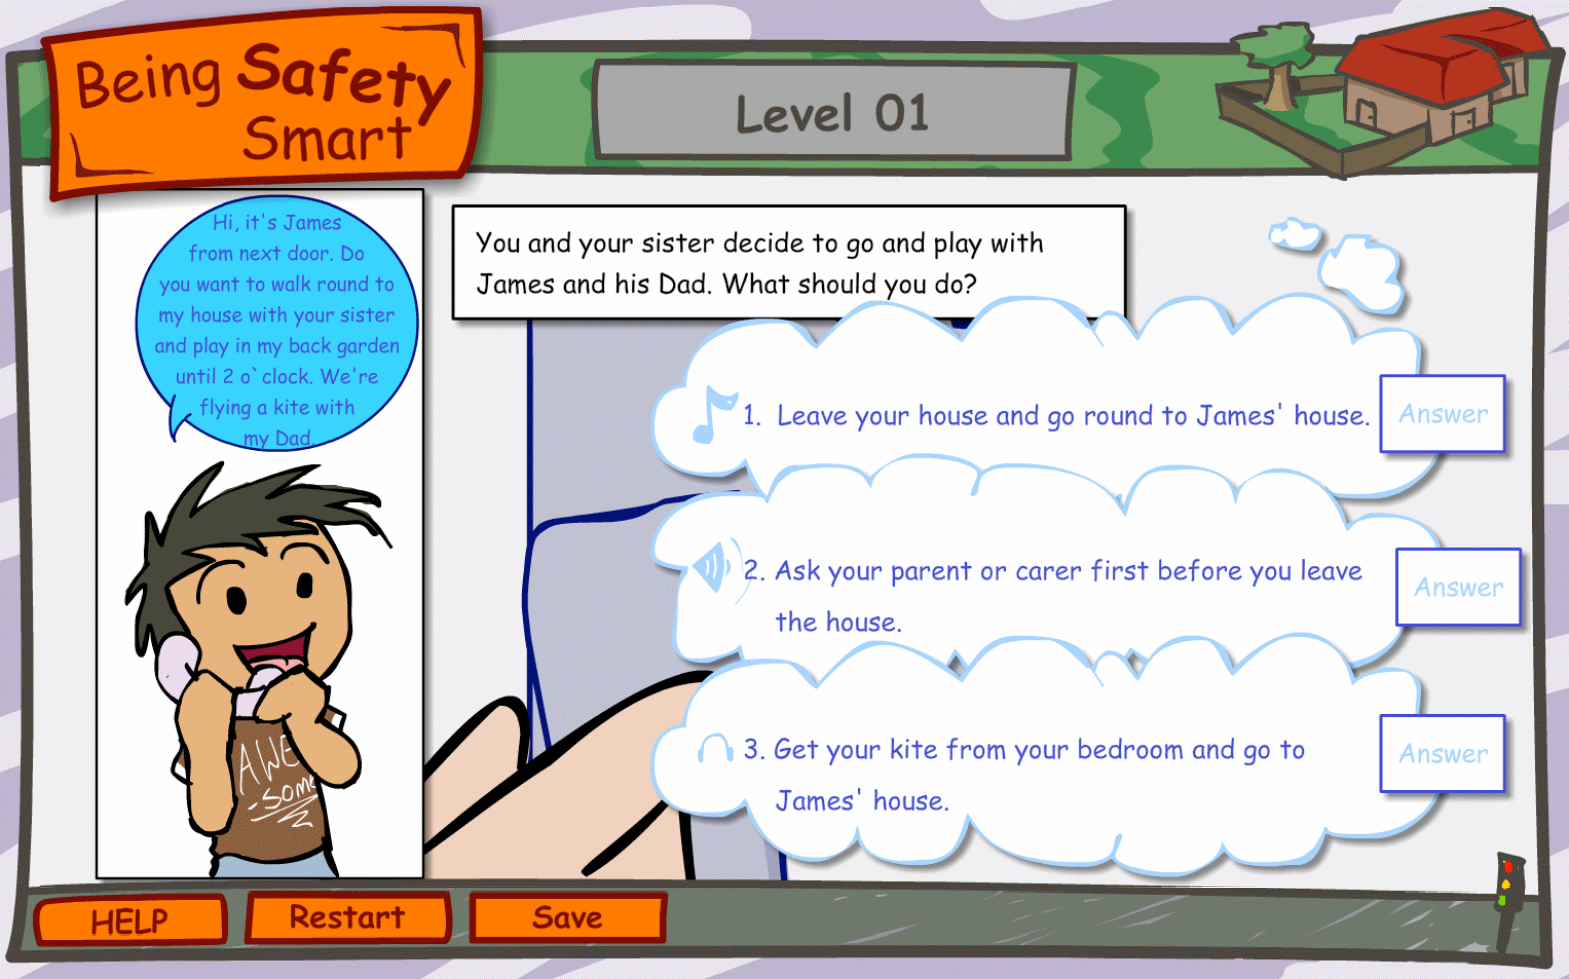 Being Safety
Smart
Level 01
Hi, it's James
from next door. Do
you want to walk round to
my house with your sister
and play in my back garden
until 2 o`clock. We're
flying a kite with
my Dad.
AWE
-SOME
You and your sister decide to go and play with
James and his Dad. What should you do?
1. Leave your house and go round to James' house.
Answer
2. Ask your parent or carer first before you leave
the house.
Answer
3. Get your kite from your bedroom and go to
James' house.
Answer
HELP
Restart
Save